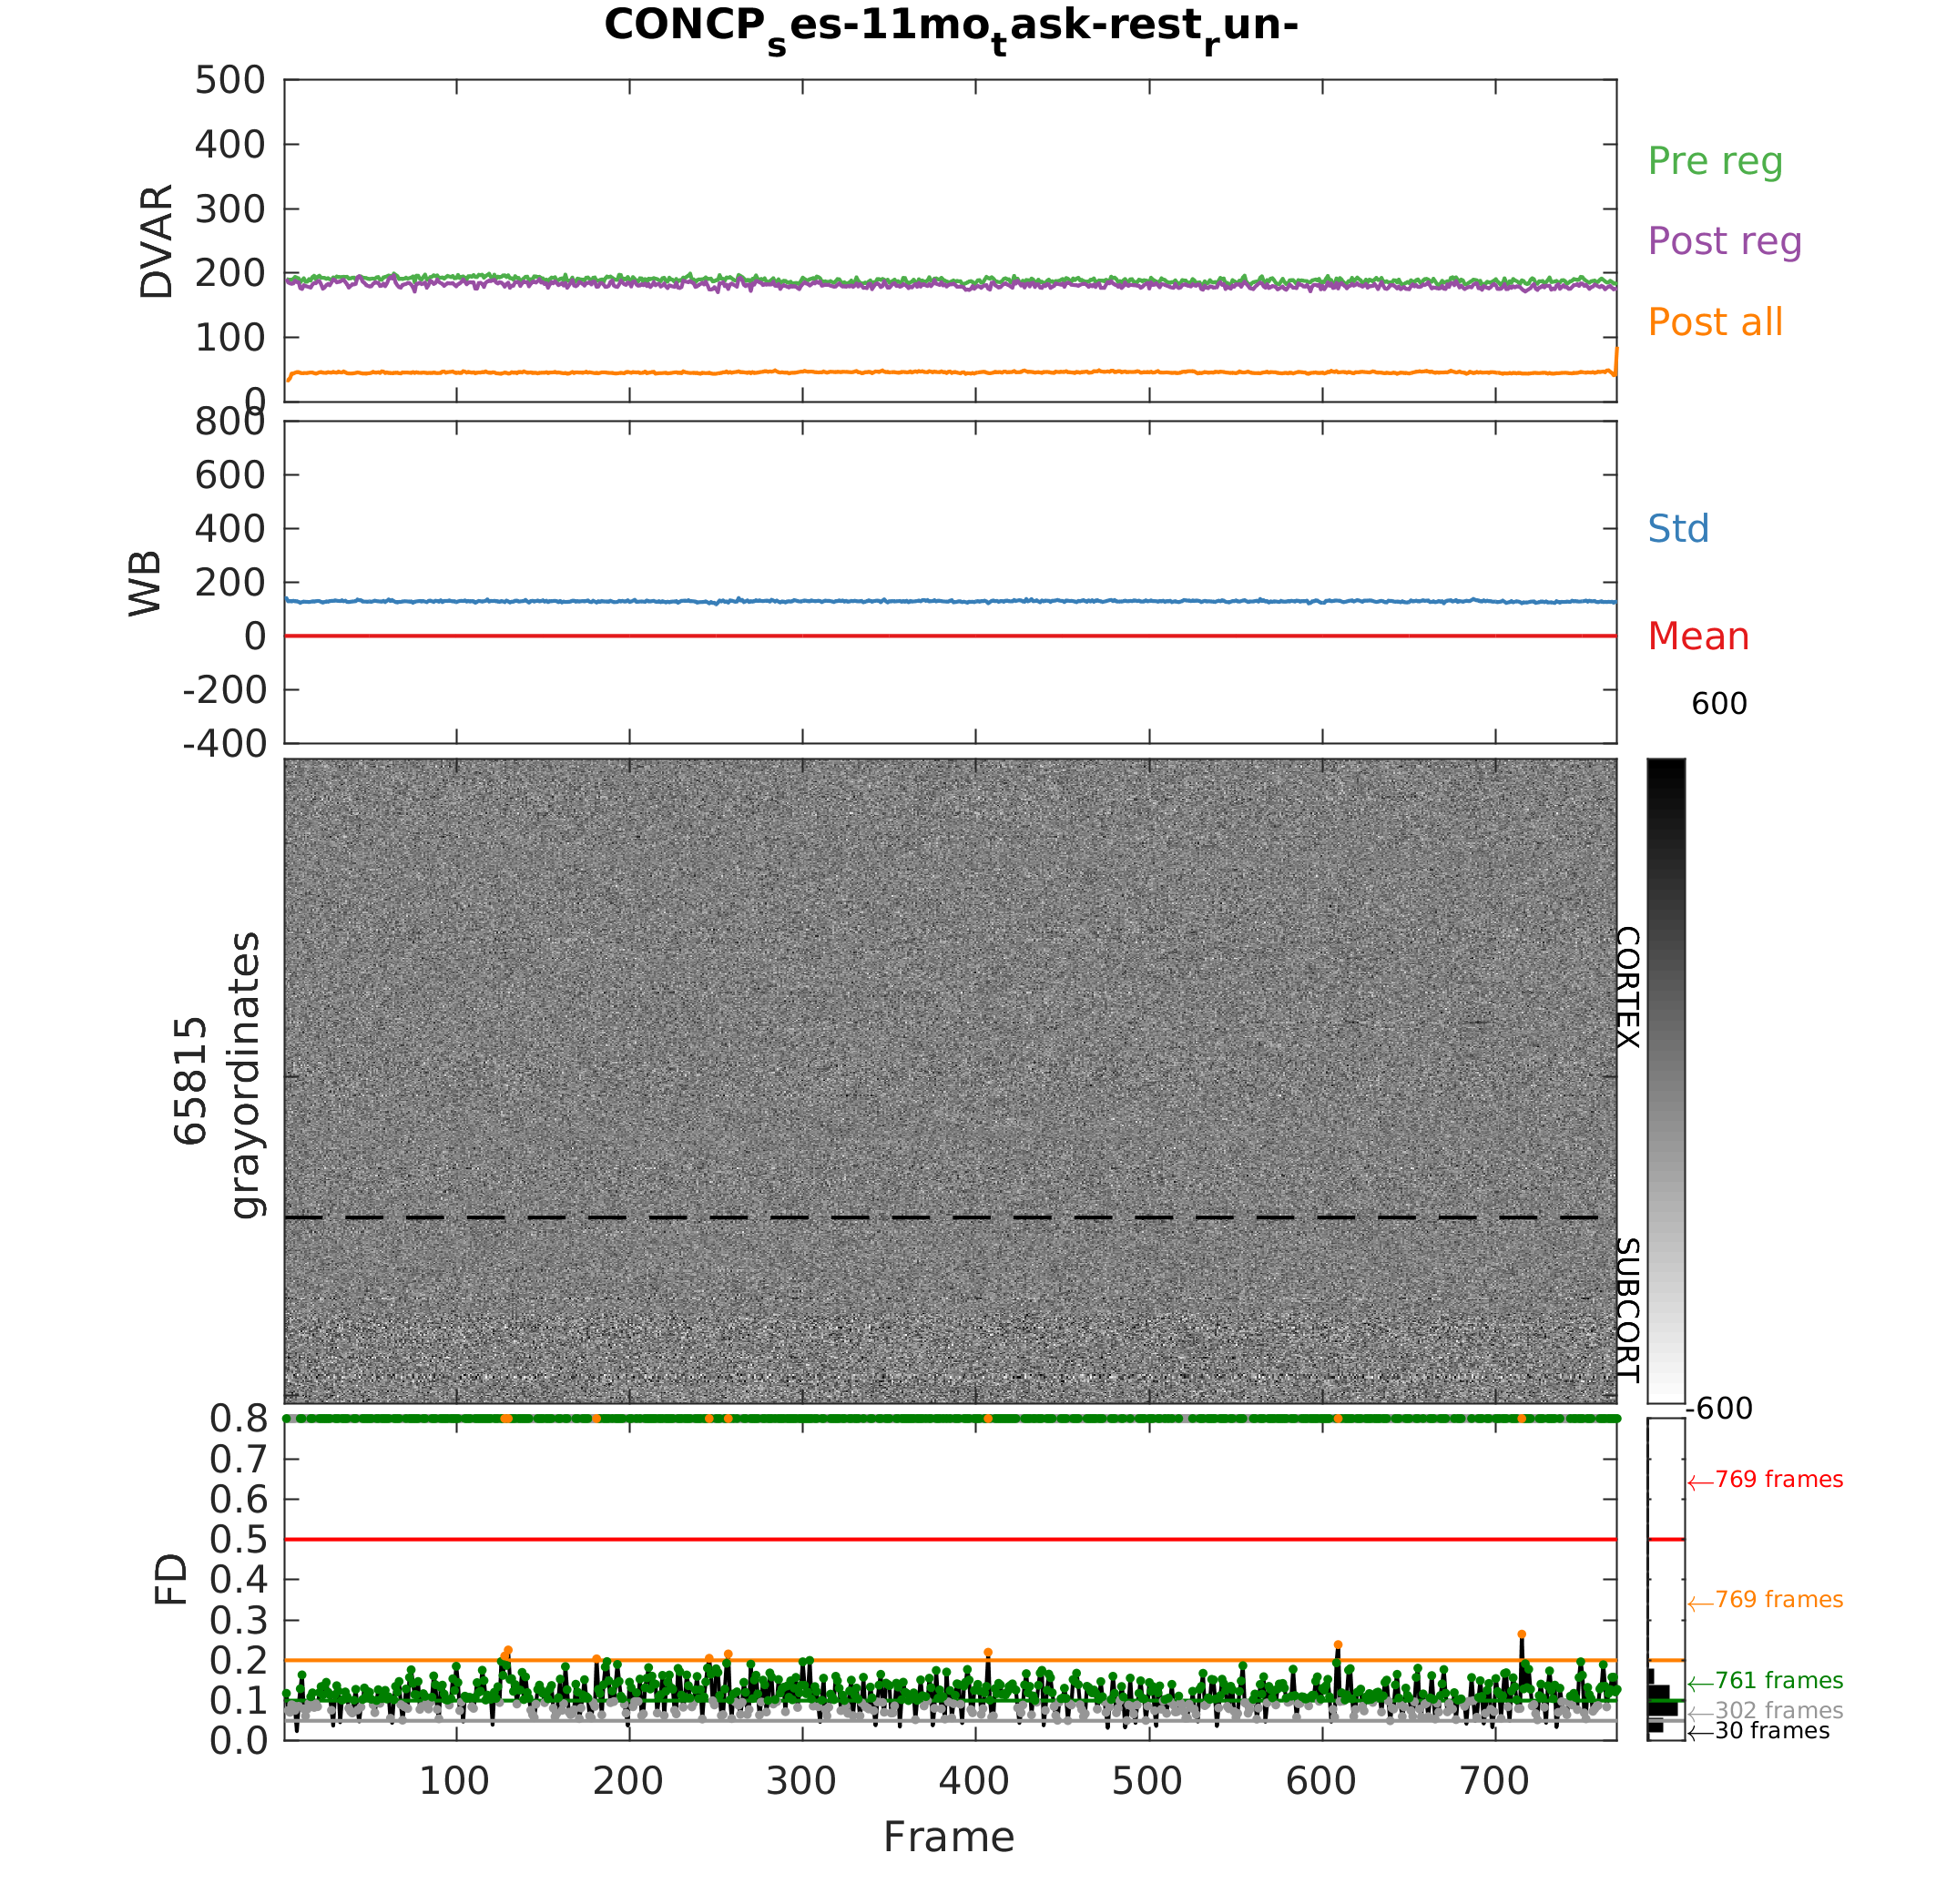 CONCPses-11motask-restrun-
500
400
300
200
100
0
DVAR
Pre reg
Post reg
Post all
800
600
400
200
0
-200
-400
WB
Std
Mean
600
65815
grayordinates
CORTEX
SUBCORT
-600
0.8
0.7
0.6
0.5
0.4
0.3
0.2
0.1
0.0
FD
←769 frames
←769 frames
←761 frames
←302 frames
←30 frames
100 200 300 400 500 600 700
Frame